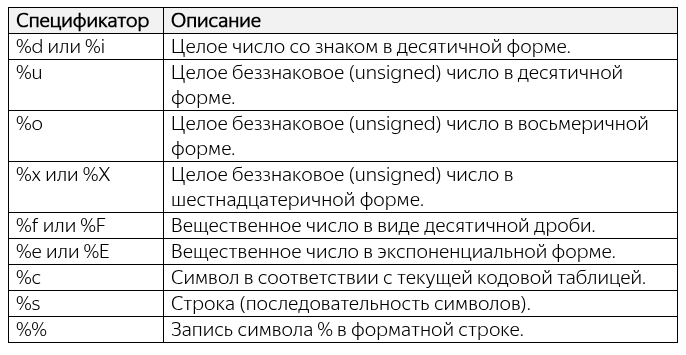 Спецификатор Описание
%d или %i Целое число со знаком в десятичной форме.
%u Целое беззнаковое (unsigned) число в десятичной
форме.
%o Целое беззнаковое (unsigned) число в восьмеричной
форме.
%x или %X Целое беззнаковое (unsigned) число в
шестнадцатеричной форме.
%f или %F Вещественное число в виде десятичной дроби.
%e или %E Вещественное число в экспоненциальной форме.
%c Символ в соответствии с текущей кодовой таблицей.
%s Строка (последовательность символов).
%% Запись символа % в форматной строке.